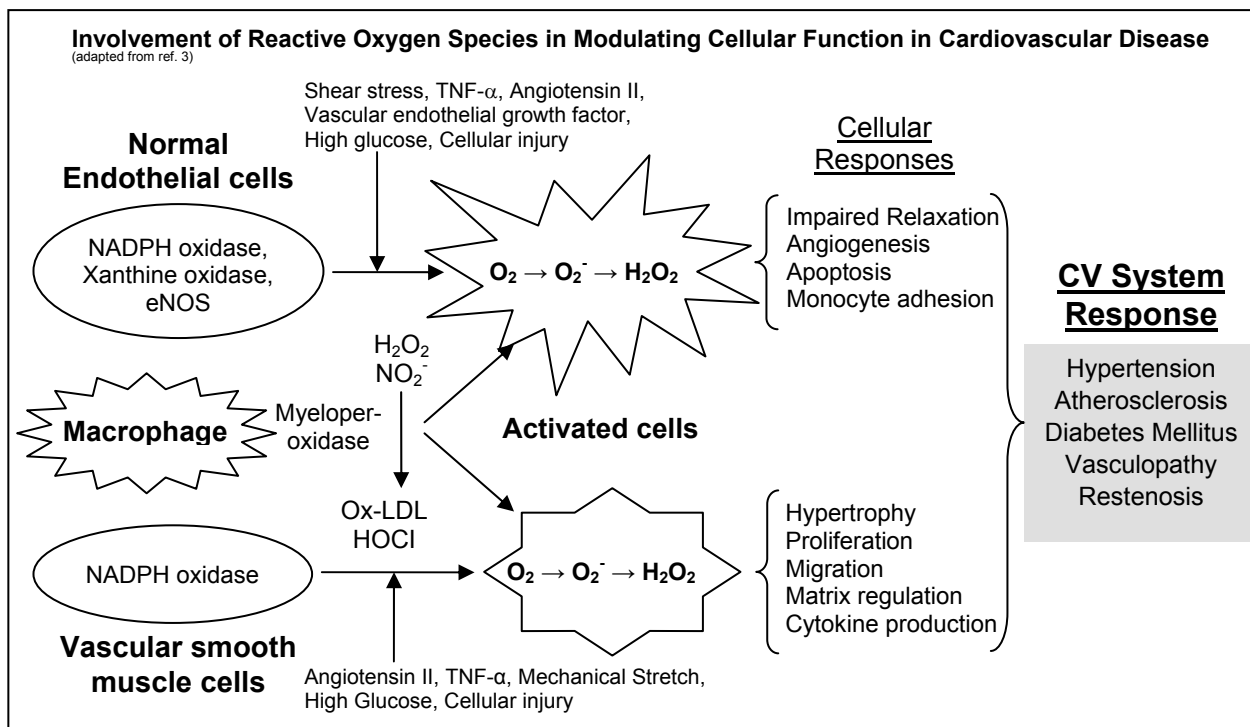 Involvement of Reactive Oxygen Species in Modulating Cellular Function in Cardiovascular Disease
(adapted from ref. 3)
Shear stress, TNF-α, Angiotensin II,
Vascular endothelial growth factor,
High glucose, Cellular injury
Normal
Endothelial cells
NADPH oxidase,
Xanthine oxidase,
eNOS
O₂ → O₂⁻ → H₂O₂
Cellular
Responses
Impaired Relaxation
Angiogenesis
Apoptosis
Monocyte adhesion
CV System
Response
Hypertension
Atherosclerosis
Diabetes Mellitus
Vasculopathy
Restenosis
H₂O₂
NO₂⁻
Macrophage
Myeloper-
oxidase
Activated cells
Ox-LDL
HOCl
NADPH oxidase
O₂ → O₂⁻ → H₂O₂
Hypertrophy
Proliferation
Migration
Matrix regulation
Cytokine production
Vascular smooth
muscle cells
Angiotensin II, TNF-α, Mechanical Stretch,
High Glucose, Cellular injury